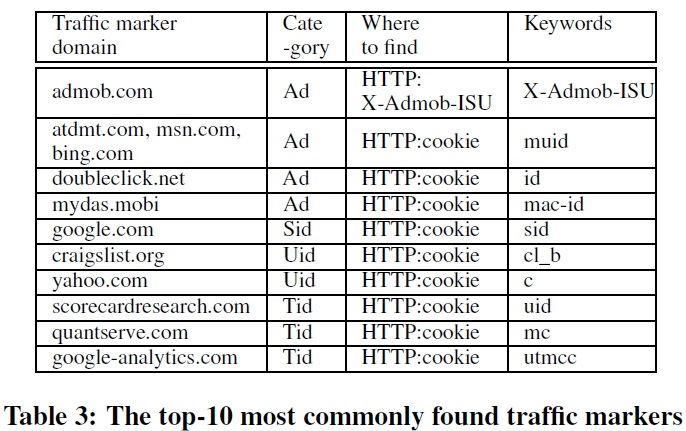 Traffic marker domain Cate -gory Where to find Keywords
admob.com Ad HTTP: X-Admob-ISU X-Admob-ISU
atdmt.com, msn.com, bing.com Ad HTTP:cookie muid
doubleclick.net Ad HTTP:cookie id
mydas.mobi Ad HTTP:cookie mac-id
google.com Sid HTTP:cookie sid
craigslist.org Uid HTTP:cookie cl_b
yahoo.com Uid HTTP:cookie c
scorecardresearch.com Tid HTTP:cookie uid
quantserve.com Tid HTTP:cookie mc
google-analytics.com Tid HTTP:cookie utmcc
Table 3: The top-10 most commonly found traffic markers